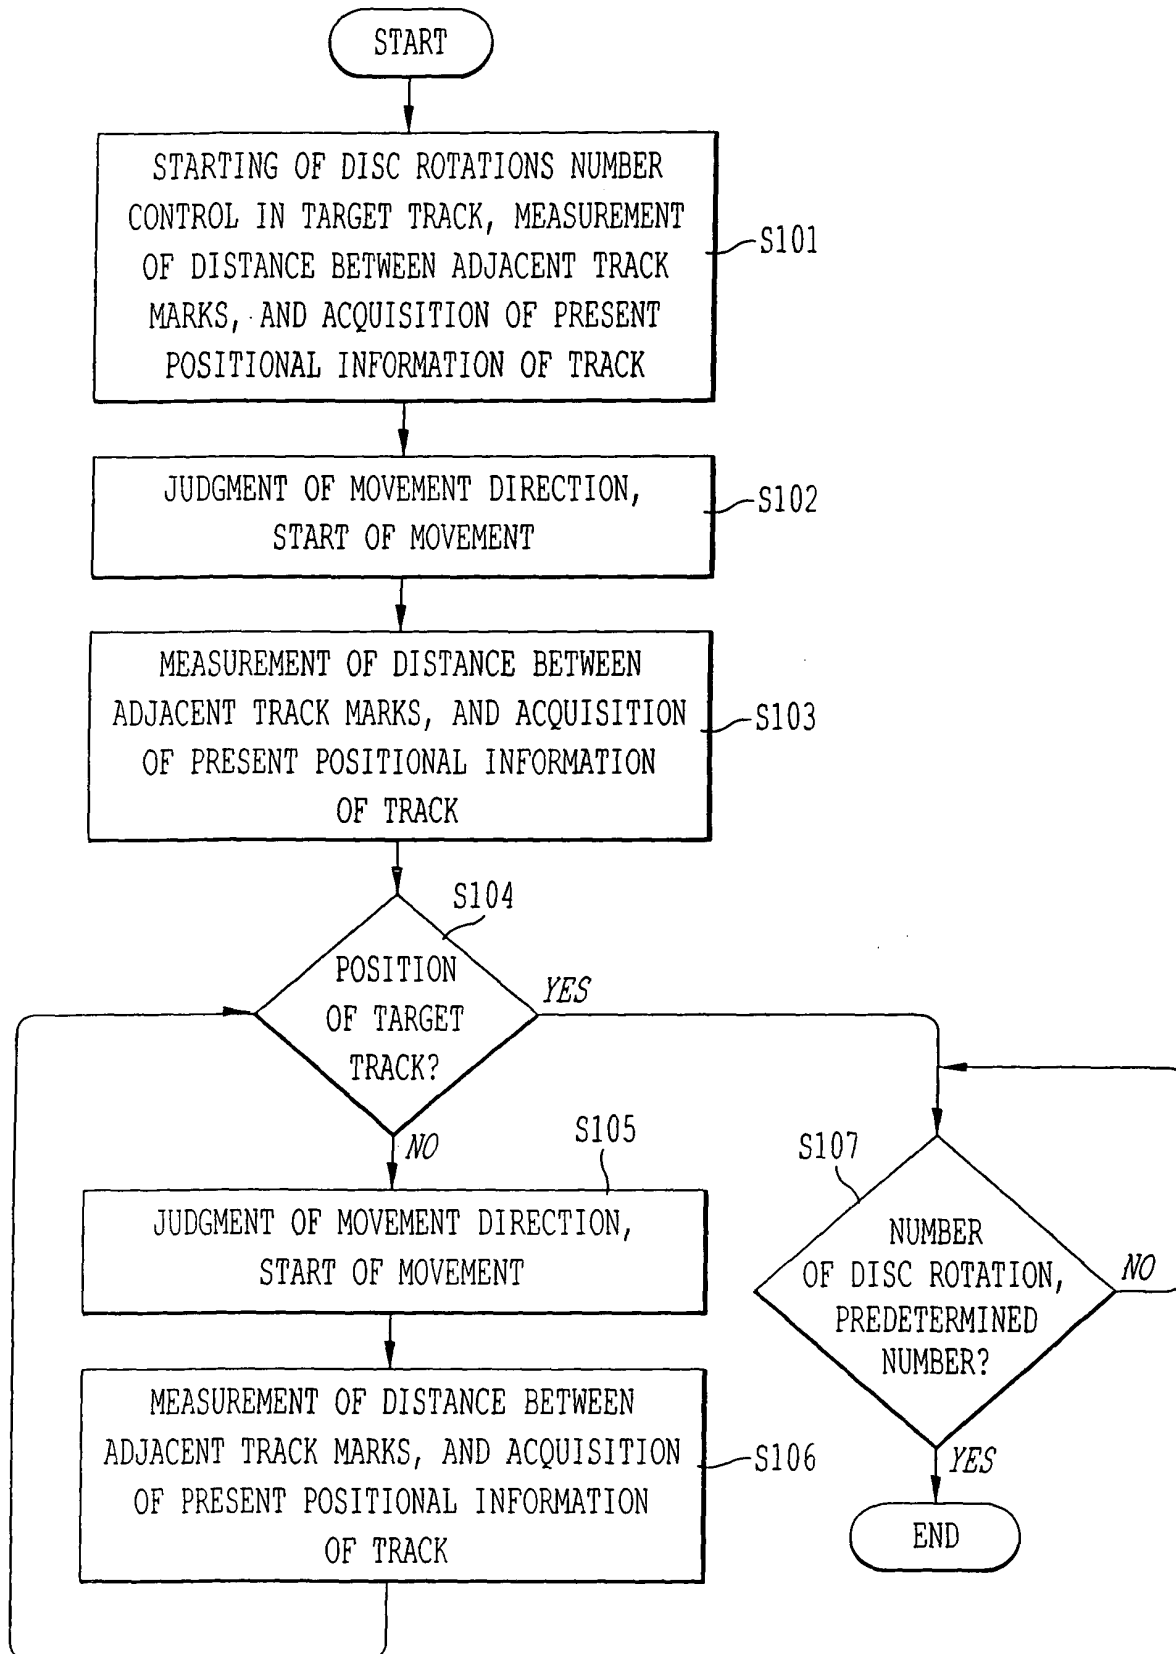 START
STARTING OF DISC ROTATIONS NUMBER
CONTROL IN TARGET TRACK, MEASUREMENT
OF DISTANCE BETWEEN ADJACENT TRACK
MARKS, AND ACQUISITION OF PRESENT
POSITIONAL INFORMATION OF TRACK
S101
JUDGMENT OF MOVEMENT DIRECTION,
START OF MOVEMENT
S102
MEASUREMENT OF DISTANCE BETWEEN
ADJACENT TRACK MARKS, AND ACQUISITION
OF PRESENT POSITIONAL INFORMATION
OF TRACK
S103
S104
POSITION
OF TARGET
TRACK?
YES
NO
S105
JUDGMENT OF MOVEMENT DIRECTION,
START OF MOVEMENT
MEASUREMENT OF DISTANCE BETWEEN
ADJACENT TRACK MARKS, AND ACQUISITION
OF PRESENT POSITIONAL INFORMATION
OF TRACK
S106
S107
NUMBER
OF DISC ROTATION,
PREDETERMINED
NUMBER?
NO
YES
END